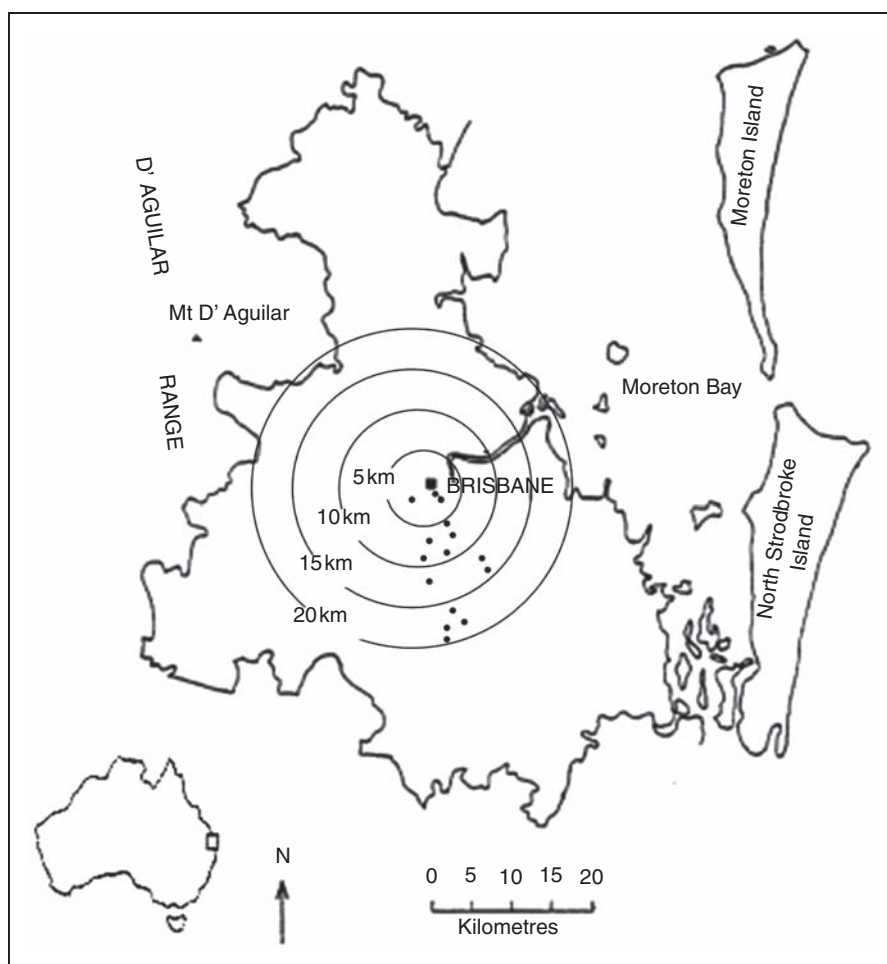 Moreton Island
D' AGUILAR
Mt D' Aguilar
RANGE
Moreton Bay
5 km
BRISBANE
10 km
15 km
20 km
North Strodbroke
Island
N
0 5 10 15 20
Kilometres